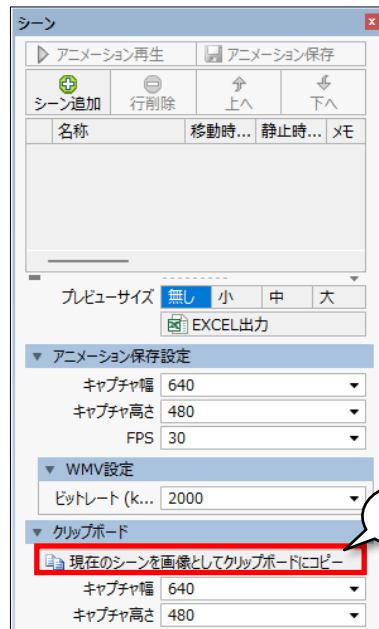 シーン
アニメーション再生 アニメーション保存
シーン追加 行削除 上へ 下へ
名称 移動時... 静止時... メモ
プレビューサイズ 無し 小 中 大
EXCEL出力
アニメーション保存設定
キャプチャ幅 640
キャプチャ高さ 480
FPS 30
WMV設定
ビットレート (k... 2000
クリップボード
現在のシーンを画像としてクリップボードにコピー
キャプチャ幅 640
キャプチャ高さ 480